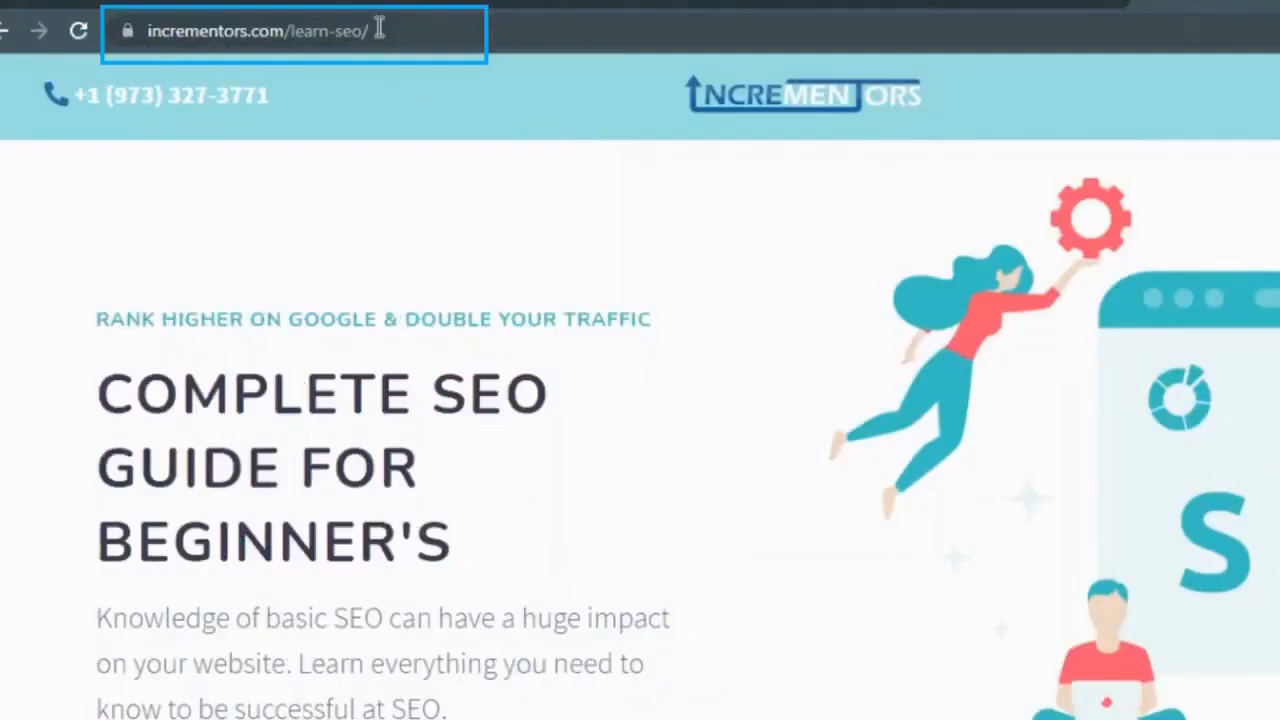 incrementors.com/learn-seo/
+1 (973) 327-3771
INCREMENTORS
RANK HIGHER ON GOOGLE & DOUBLE YOUR TRAFFIC
COMPLETE SEO
GUIDE FOR
BEGINNER'S
Knowledge of basic SEO can have a huge impact
on your website. Learn everything you need to
know to be successful at SEO.
S